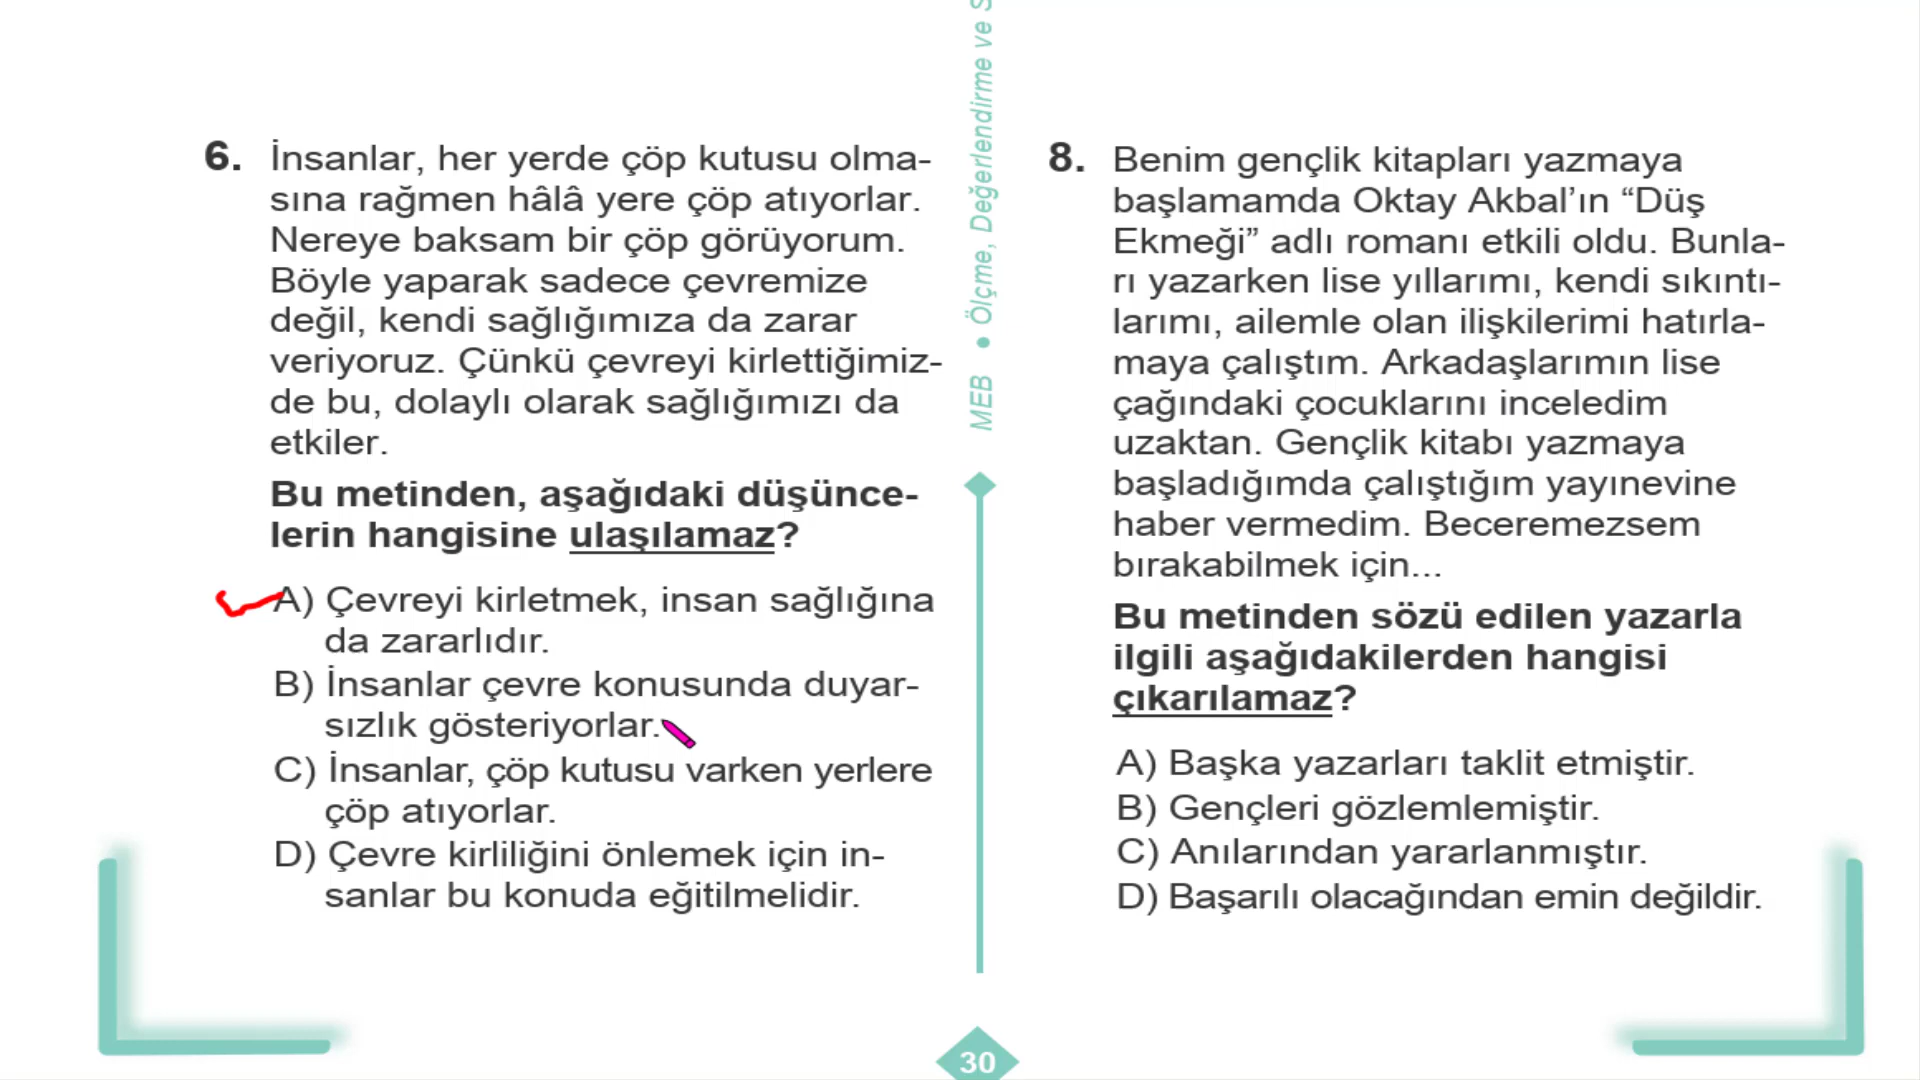 6. İnsanlar, her yerde çöp kutusu olma-
sına rağmen hâlâ yere çöp atıyorlar.
Nereye baksam bir çöp görüyorum.
Böyle yaparak sadece çevremize
değil, kendi sağlığımıza da zarar
veriyoruz. Çünkü çevreyi kirlettiğimiz-
de bu, dolaylı olarak sağlığımızı da
etkiler.
Bu metinden, aşağıdaki düşünce-
lerin hangisine ulaşılamaz?
A) Çevreyi kirletmek, insan sağlığına
da zararlıdır.
B) İnsanlar çevre konusunda duyar-
sızlık gösteriyorlar.
C) İnsanlar, çöp kutusu varken yerlere
çöp atıyorlar.
D) Çevre kirliliğini önlemek için in-
sanlar bu konuda eğitilmelidir.
MEB • Ölçme, Değerlendirme ve S
8. Benim gençlik kitapları yazmaya
başlamamda Oktay Akbal’ın “Düş
Ekmeği” adlı romanı etkili oldu. Bunla-
rı yazarken lise yıllarımı, kendi sıkıntı-
larımı, ailemle olan ilişkilerimi hatırla-
maya çalıştım. Arkadaşlarımın lise
çağındaki çocuklarını inceledim
uzaktan. Gençlik kitabı yazmaya
başladığımda çalıştığım yayınevine
haber vermedim. Beceremezsem
bırakabilmek için...
Bu metinden sözü edilen yazarla
ilgili aşağıdakilerden hangisi
çıkarılamaz?
A) Başka yazarları taklit etmiştir.
B) Gençleri gözlemlemiştir.
C) Anılarından yararlanmıştır.
D) Başarılı olacağından emin değildir.
30